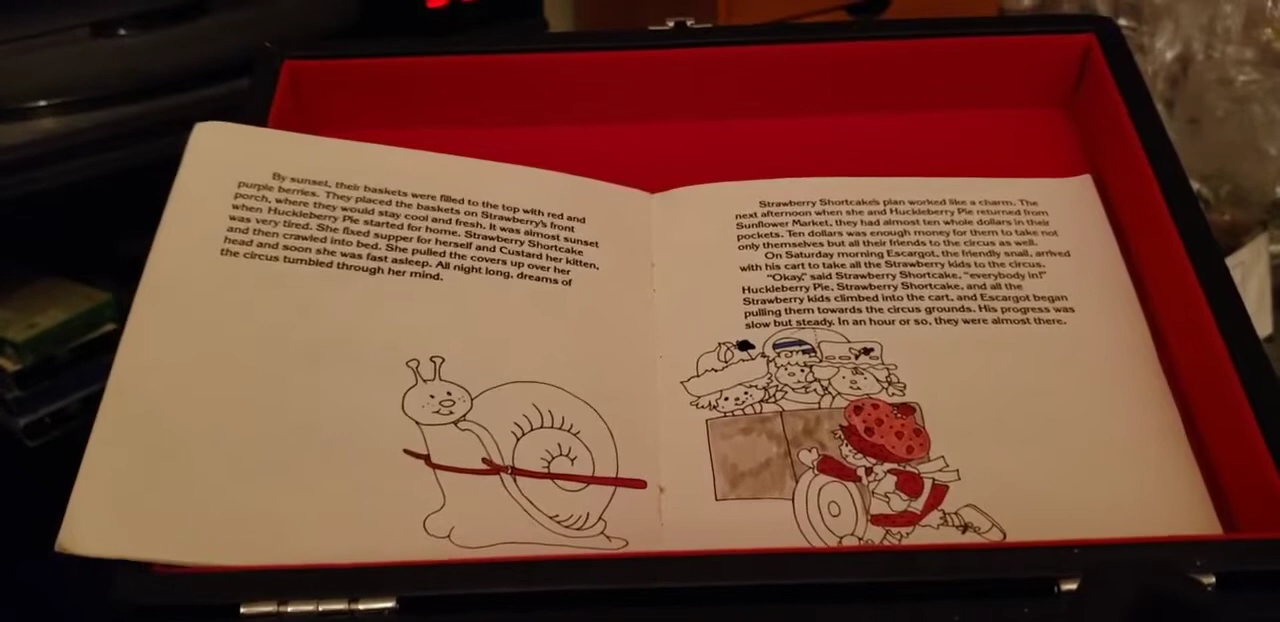 By sunset, their baskets were filled to the top with red and
purple berries. They placed the baskets on Strawberry's front
porch, where they would stay cool and fresh. It was almost sunset
when Huckleberry Pie started for home. Strawberry Shortcake
was very tired. She fixed supper for herself and Custard her kitten,
and then crawled into bed. She pulled the covers up over her
head and soon she was fast asleep. All night long, dreams of
the circus tumbled through her mind.
Strawberry Shortcake's plan worked like a charm. The
next afternoon when she and Huckleberry Pie returned from
Sunflower Market, they had almost ten whole dollars in their
pockets. Ten dollars was enough money for them to take not
only themselves but all their friends to the circus as well.
On Saturday morning Escargot, the friendly snail, arrived
with his cart to take all the Strawberry kids to the circus.
"Okay," said Strawberry Shortcake, "everybody in!"
Huckleberry Pie, Strawberry Shortcake, and all the
Strawberry kids climbed into the cart, and Escargot began
pulling them towards the circus grounds. His progress was
slow but steady. In an hour or so, they were almost there.